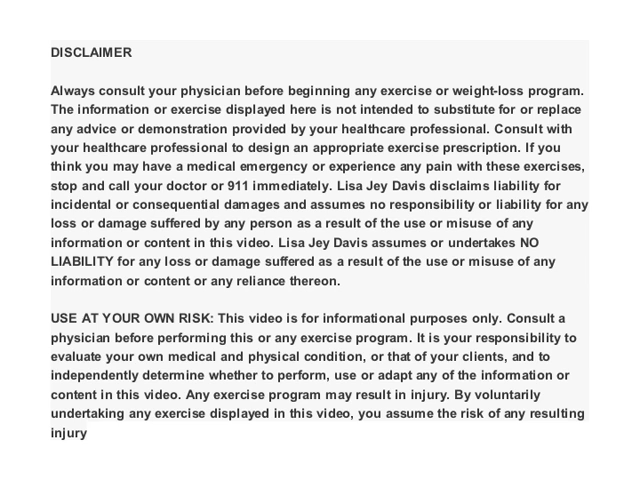 DISCLAIMER
Always consult your physician before beginning any exercise or weight-loss program.
The information or exercise displayed here is not intended to substitute for or replace
any advice or demonstration provided by your healthcare professional. Consult with
your healthcare professional to design an appropriate exercise prescription. If you
think you may have a medical emergency or experience any pain with these exercises,
stop and call your doctor or 911 immediately. Lisa Jey Davis disclaims liability for
incidental or consequential damages and assumes no responsibility or liability for any
loss or damage suffered by any person as a result of the use or misuse of any
information or content in this video. Lisa Jey Davis assumes or undertakes NO
LIABILITY for any loss or damage suffered as a result of the use or misuse of any
information or content or any reliance thereon.
USE AT YOUR OWN RISK: This video is for informational purposes only. Consult a
physician before performing this or any exercise program. It is your responsibility to
evaluate your own medical and physical condition, or that of your clients, and to
independently determine whether to perform, use or adapt any of the information or
content in this video. Any exercise program may result in injury. By voluntarily
undertaking any exercise displayed in this video, you assume the risk of any resulting
injury